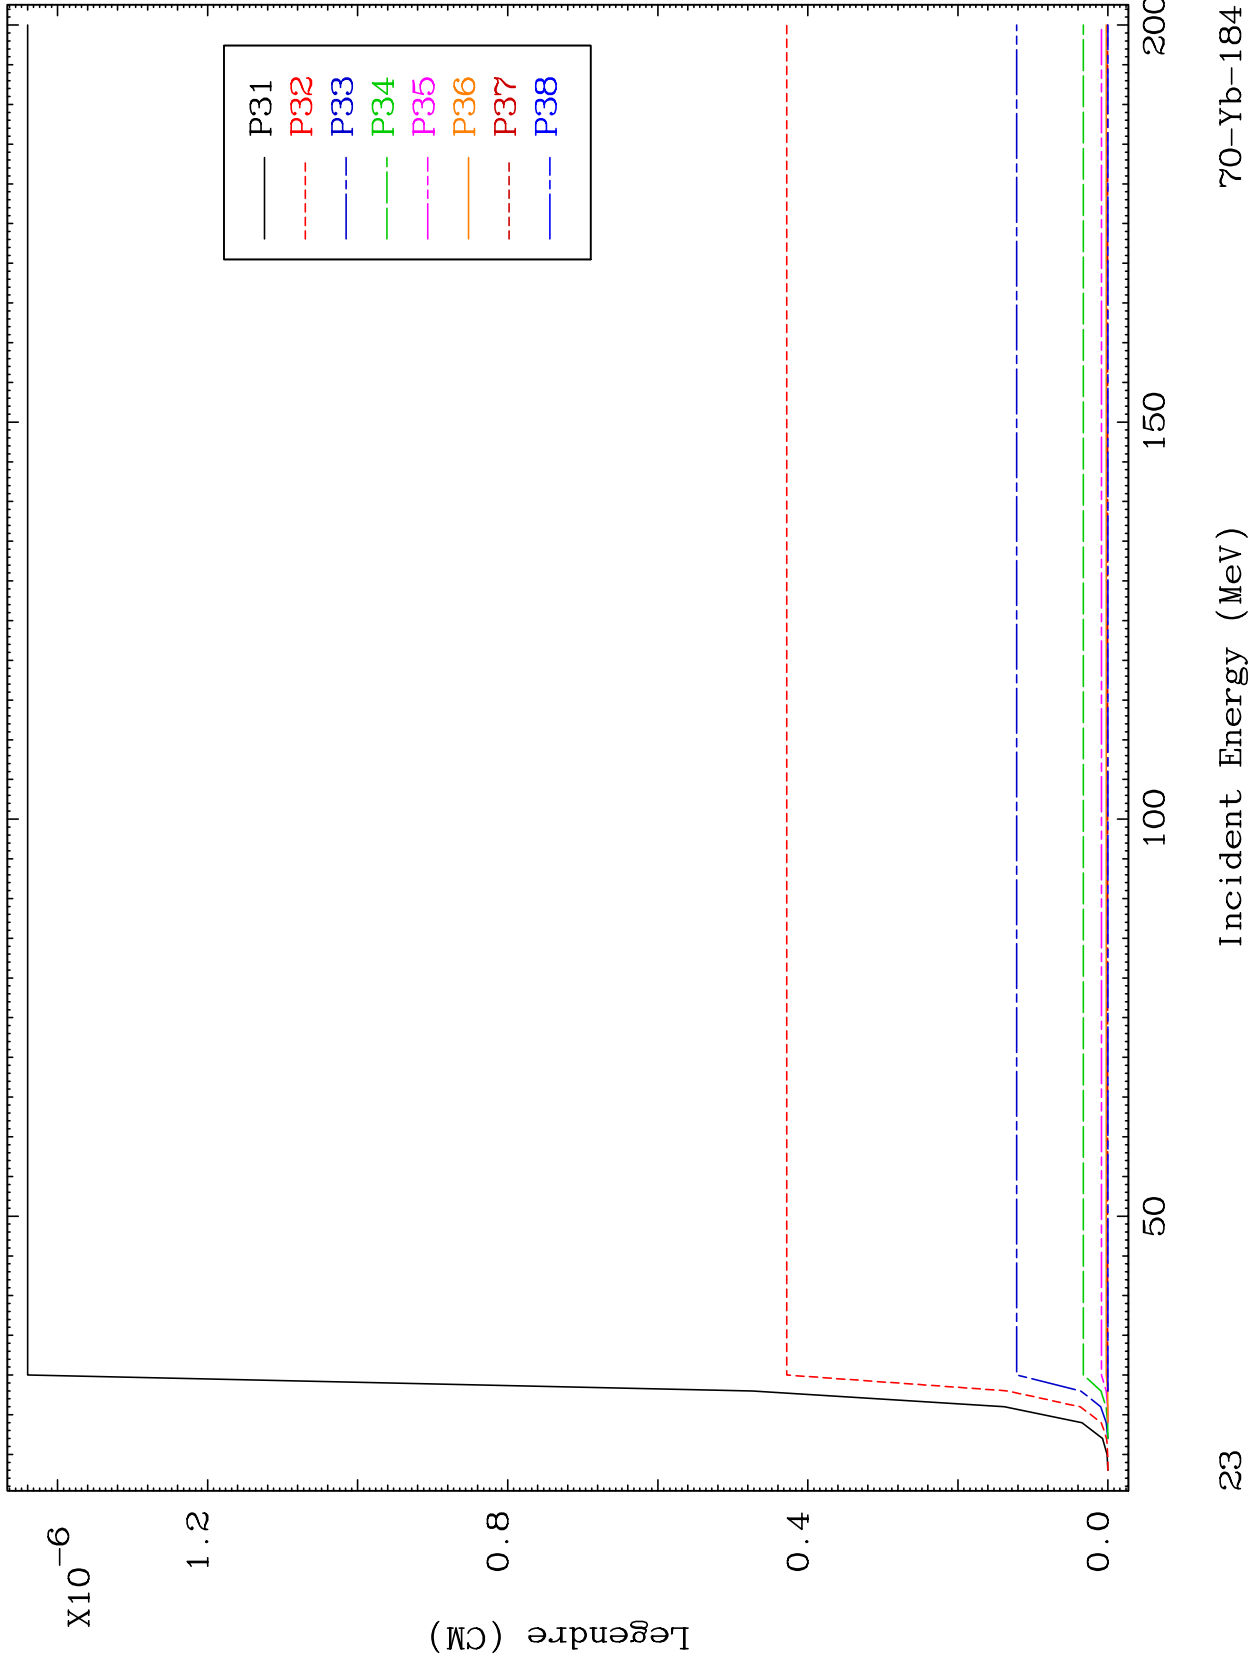 X10-6
1.2
0.8
0.4
0.0
Legendre (CM)
P31
P32
P33
P34
P35
P36
P37
P38
50
100
150
200
Incident Energy (MeV)
23
70-Yb-184